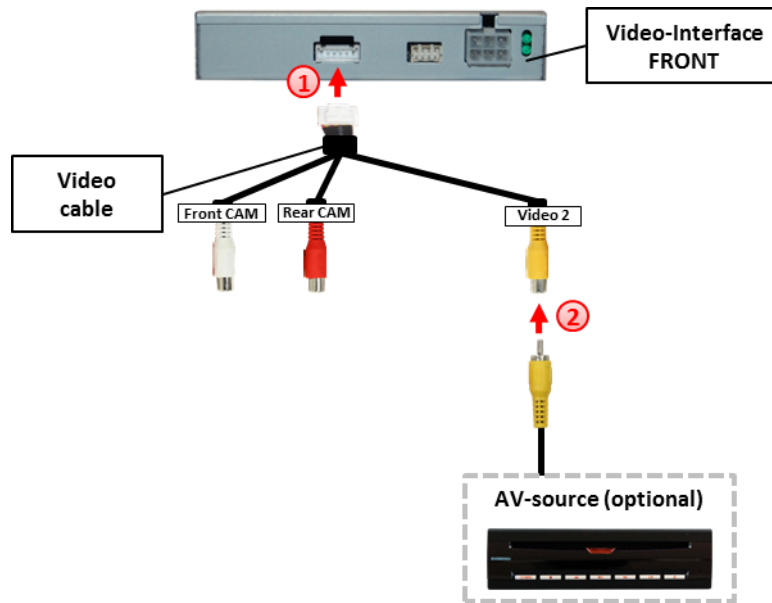 Video-Interface
FRONT
1
Video
cable
Front CAM
Rear CAM
Video 2
2
AV-source (optional)